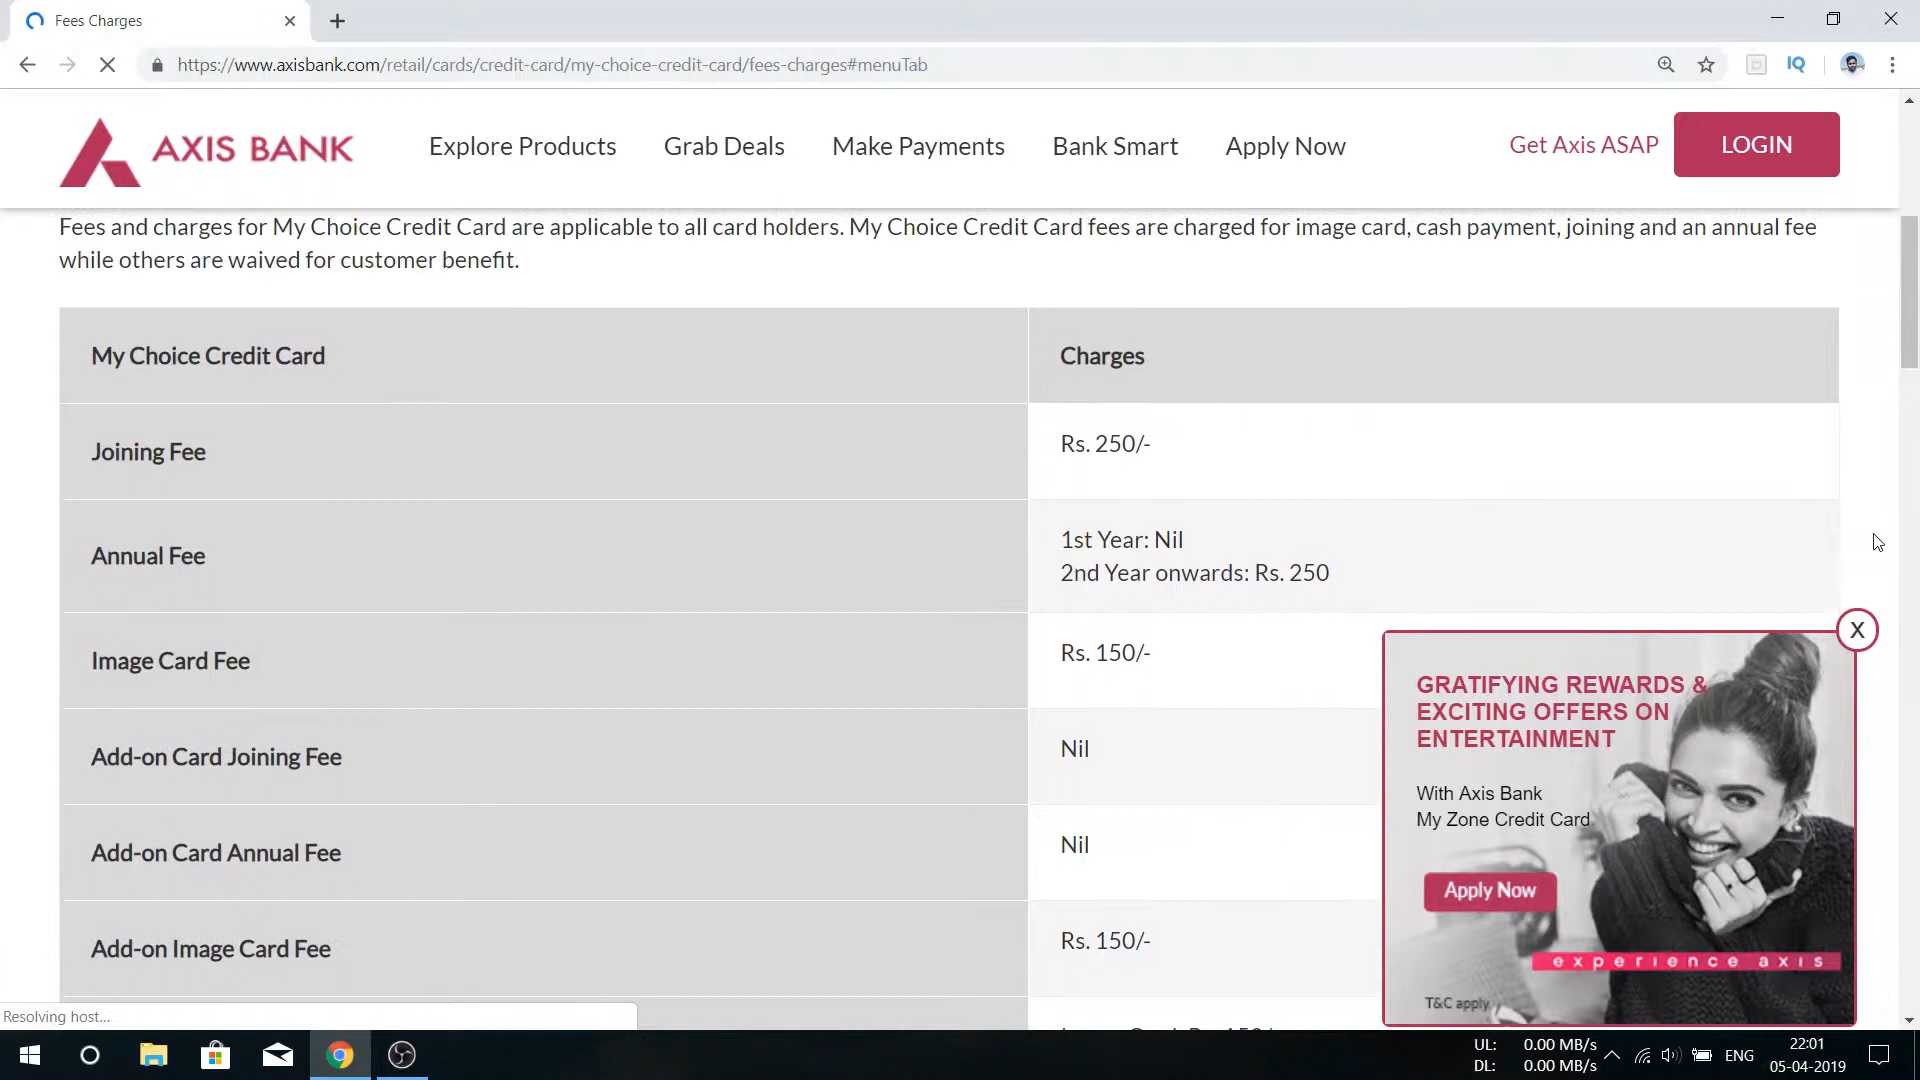 Fees Charges
https://www.axisbank.com/retail/cards/credit-card/my-choice-credit-card/fees-charges#menuTab
IQ
AXIS BANK
Explore Products
Grab Deals
Make Payments
Bank Smart
Apply Now
Get Axis ASAP
LOGIN
Fees and charges for My Choice Credit Card are applicable to all card holders. My Choice Credit Card fees are charged for image card, cash payment, joining and an annual fee
while others are waived for customer benefit.
My Choice Credit Card
Charges
Joining Fee
Rs. 250/-
Annual Fee
1st Year: Nil
2nd Year onwards: Rs. 250
Image Card Fee
Rs. 150/-
Add-on Card Joining Fee
Nil
Add-on Card Annual Fee
Nil
Add-on Image Card Fee
Rs. 150/-
X
GRATIFYING REWARDS &
EXCITING OFFERS ON
ENTERTAINMENT
With Axis Bank
My Zone Credit Card
Apply Now
experience axis
T&C apply
Resolving host...
UL: 0.00 MB/s
DL: 0.00 MB/s
ENG
22:01
05-04-2019